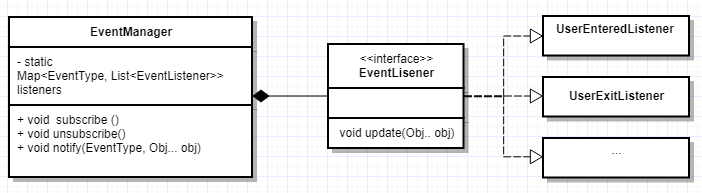 EventManager
- static
Map<EventType, List<EventListener>>
listeners
+ void  subscribe ()
+ void unsubscribe()
+ void notify(EventType, Obj... obj)
<<interface>>
EventLisener
void update(Obj.. obj)
UserEnteredListener
UserExitListener
...